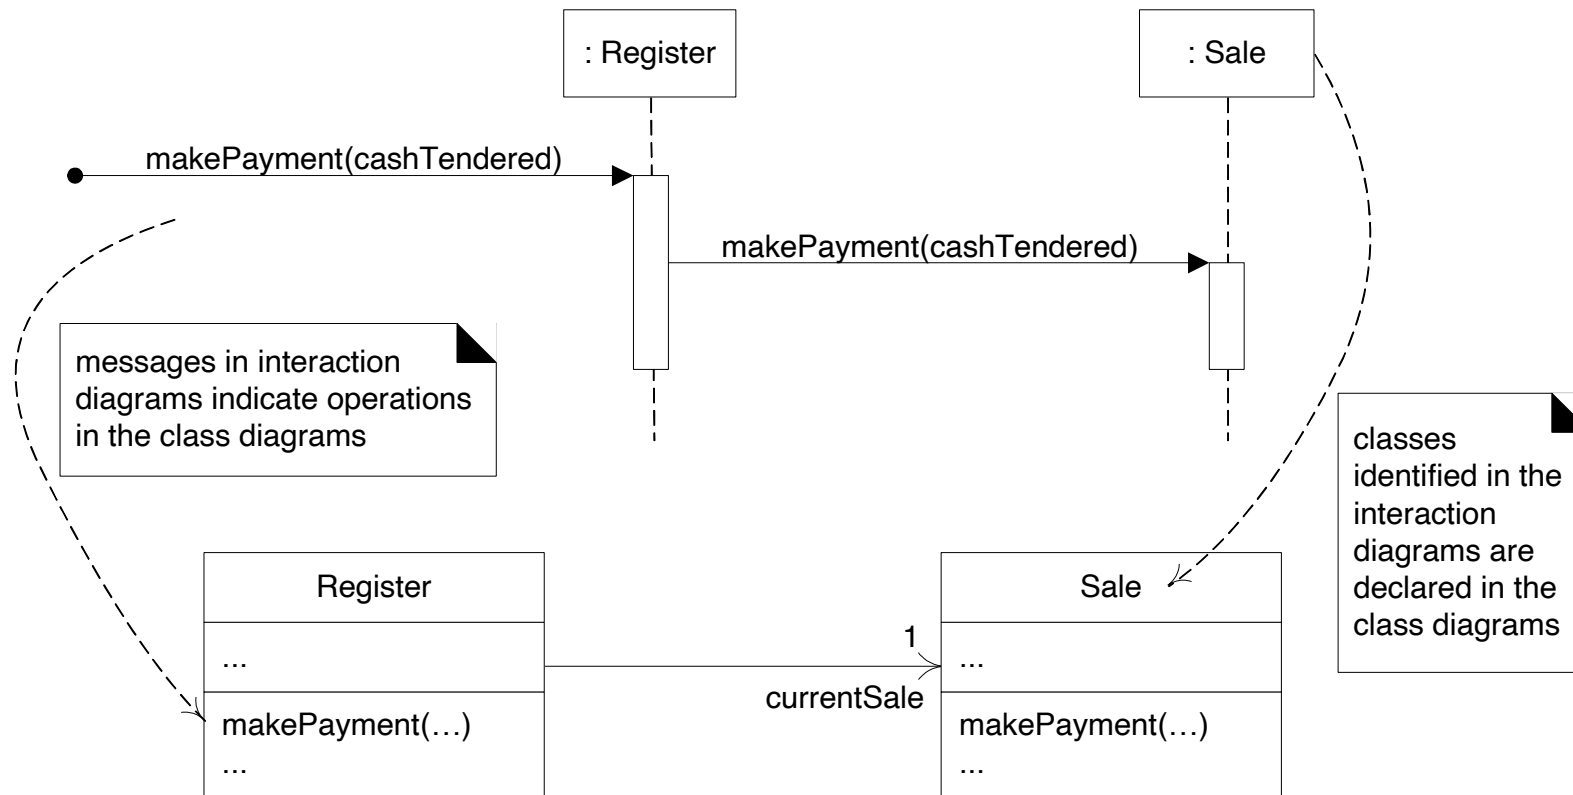 : Register
: Sale
makePayment(cashTendered)
makePayment(cashTendered)
messages in interaction
diagrams indicate operations
in the class diagrams
classes
identified in the
interaction
diagrams are
declared in the
class diagrams
Register
...
makePayment(…)
...
1
currentSale
Sale
...
makePayment(…)
...